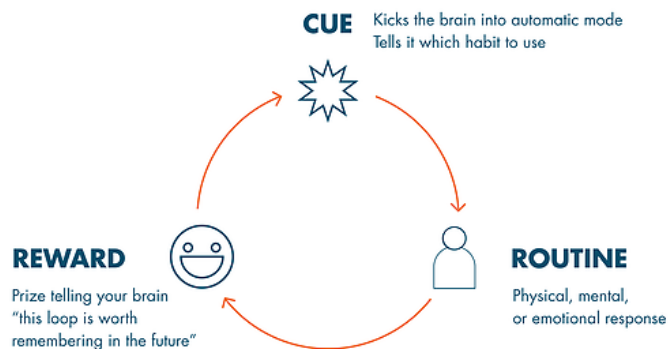 CUE
Kicks the brain into automatic mode
Tells it which habit to use
REWARD
Prize telling your brain
“this loop is worth
remembering in the future”
ROUTINE
Physical, mental,
or emotional response